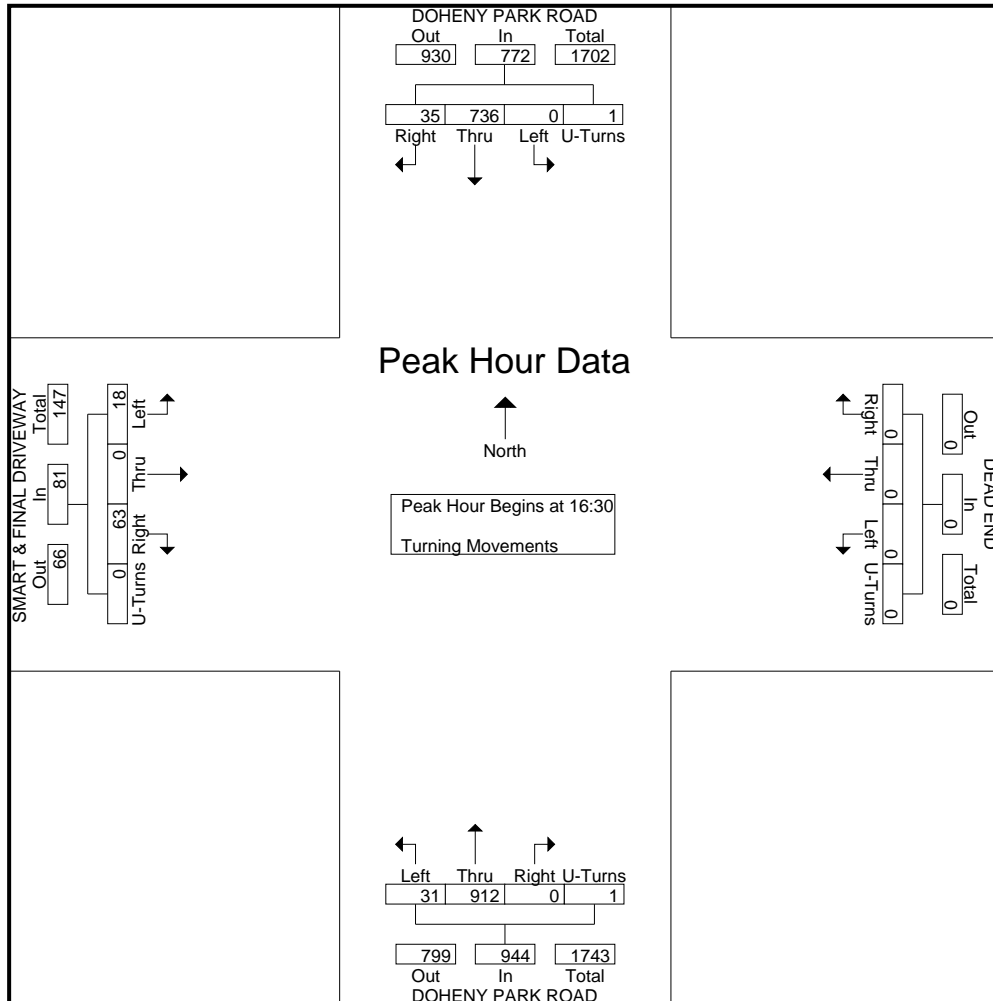 DOHENY PARK ROAD
Out In Total
930 772 1702
35 736 0 1
Right Thru Left U-Turns
Peak Hour Data
North
Peak Hour Begins at 16:30
Turning Movements
SMART & FINAL DRIVEWAY
Total In Out
147 81 66
18 0 63 0
Left Thru Right U-Turns
DEAD END
Out In Total
0 0 0
0 0 0 0
Right Thru Left U-Turns
Left Thru Right U-Turns
31 912 0 1
799 944 1743
Out In Total
DOHENY PARK ROAD